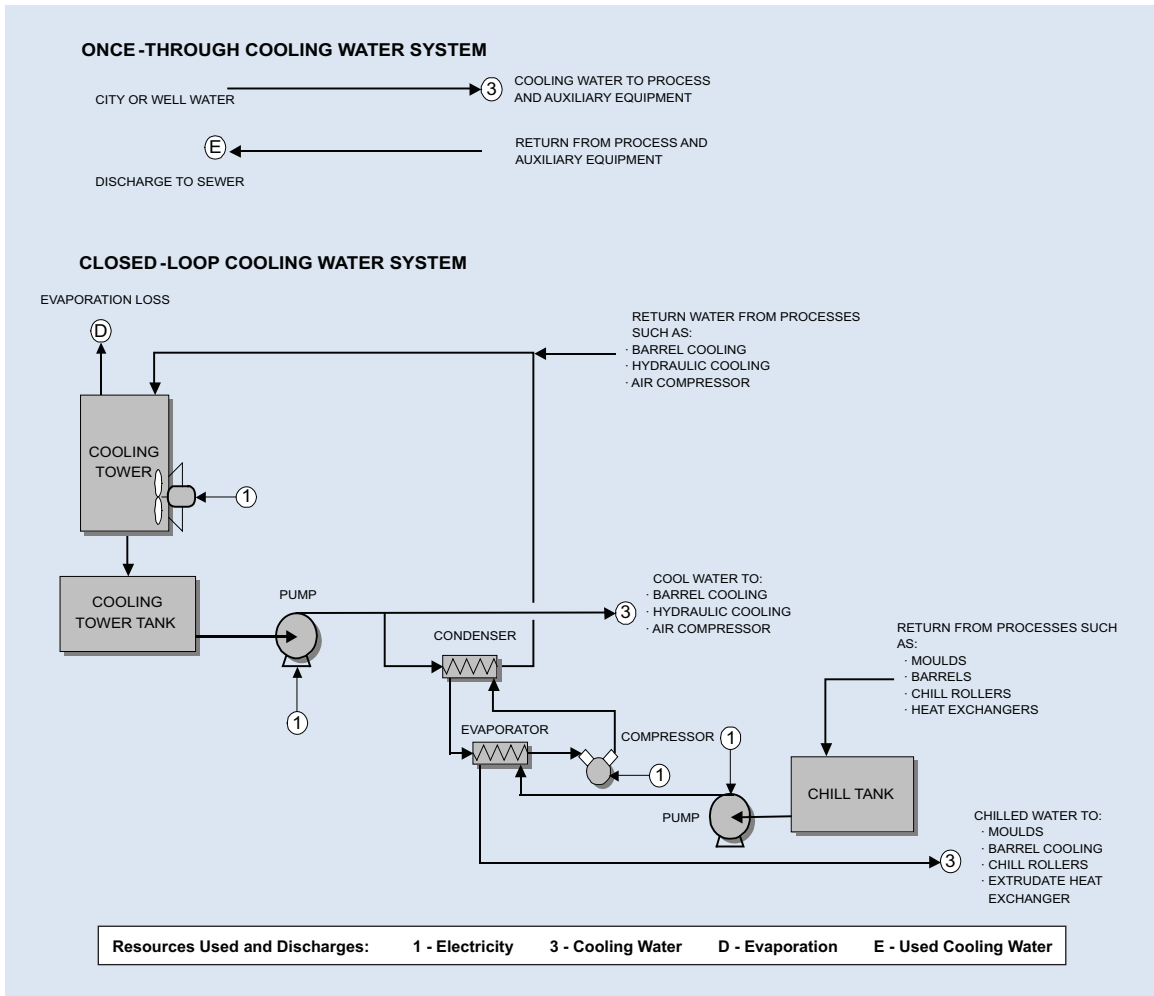 ONCE-THROUGH COOLING WATER SYSTEM
CITY OR WELL WATER
3
COOLING WATER TO PROCESS
AND AUXILIARY EQUIPMENT
E
RETURN FROM PROCESS AND
AUXILIARY EQUIPMENT
DISCHARGE TO SEWER
CLOSED-LOOP COOLING WATER SYSTEM
EVAPORATION LOSS
D
RETURN WATER FROM PROCESSES
SUCH AS:
· BARREL COOLING
· HYDRAULIC COOLING
· AIR COMPRESSOR
COOLING
TOWER
1
COOLING
TOWER TANK
PUMP
1
COOL WATER TO:
· BARREL COOLING
· HYDRAULIC COOLING
· AIR COMPRESSOR
3
CONDENSER
EVAPORATOR
COMPRESSOR
1
1
PUMP
RETURN FROM PROCESSES SUCH
AS:
· MOULDS
· BARRELS
· CHILL ROLLERS
· HEAT EXCHANGERS
CHILL TANK
CHILLED WATER TO:
· MOULDS
· BARREL COOLING
· CHILL ROLLERS
· EXTRUDATE HEAT
EXCHANGER
3
Resources Used and Discharges: 1 - Electricity 3 - Cooling Water D - Evaporation E - Used Cooling Water